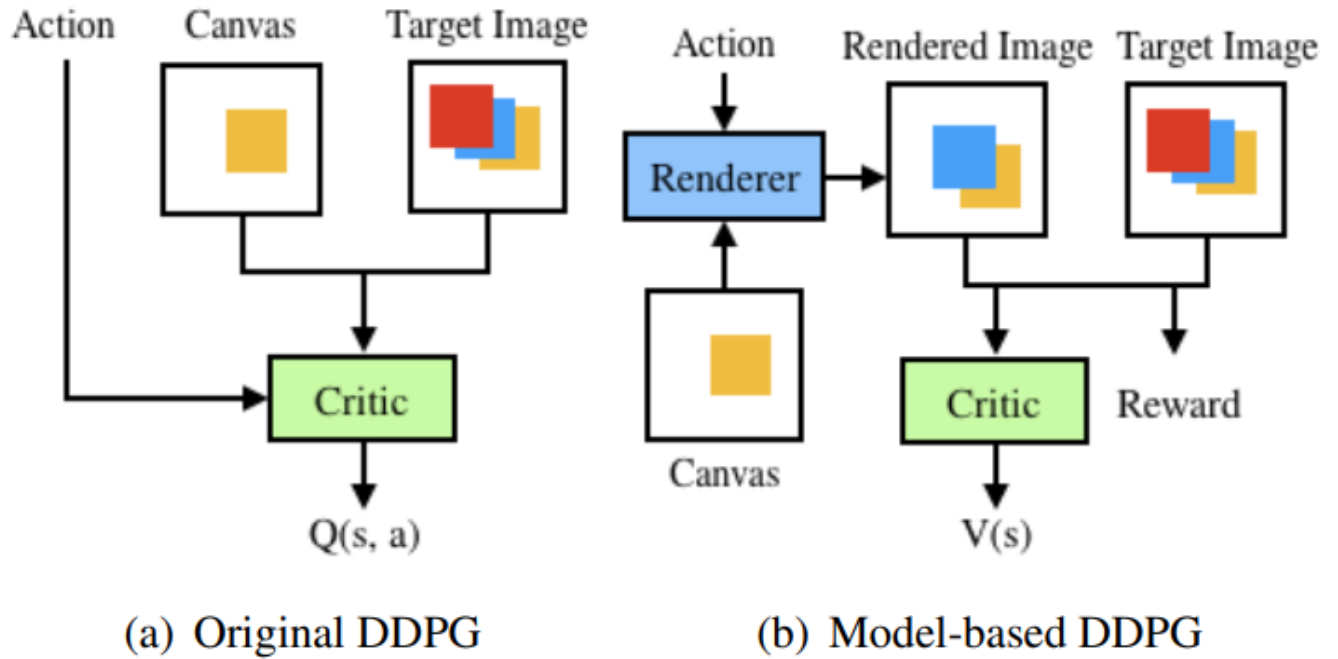 Action
Canvas
Target Image
Critic
Q(s, a)
(a) Original DDPG
Action
Rendered Image
Target Image
Renderer
Canvas
Critic
Reward
V(s)
(b) Model-based DDPG